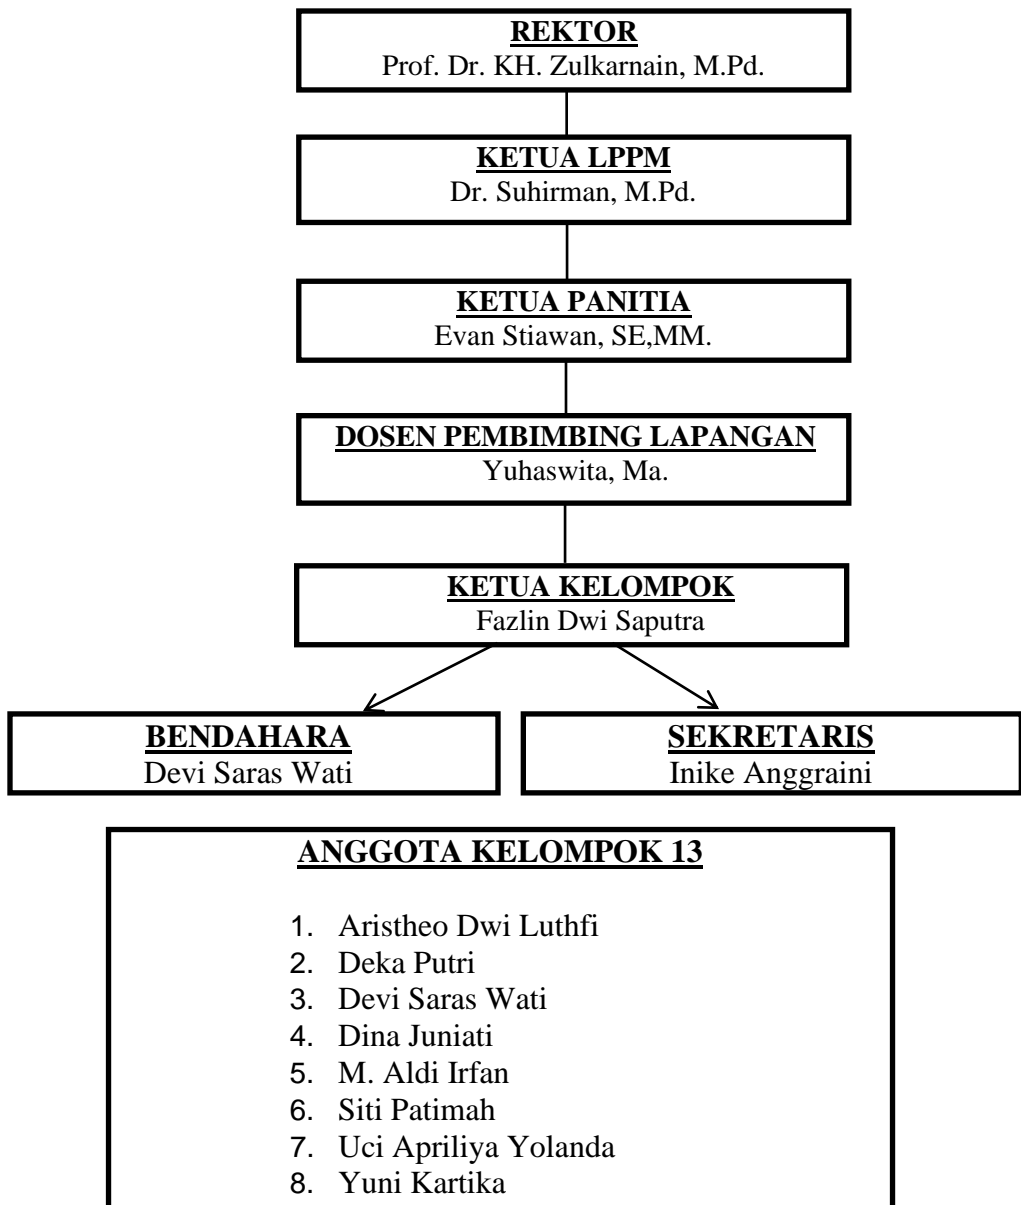 REKTOR
Prof. Dr. KH. Zulkarnain, M.Pd.
KETUA LPPM
Dr. Suhirman, M.Pd.
KETUA PANITIA
Evan Stiawan, SE,MM.
DOSEN PEMBIMBING LAPANGAN
Yuhaswita, Ma.
KETUA KELOMPOK
Fazlin Dwi Saputra
BENDAHARA
Devi Saras Wati
SEKRETARIS
Inike Anggraini
ANGGOTA KELOMPOK 13
1. Aristheo Dwi Luthfi
2. Deka Putri
3. Devi Saras Wati
4. Dina Juniati
5. M. Aldi Irfan
6. Siti Patimah
7. Uci Apriliya Yolanda
8. Yuni Kartika